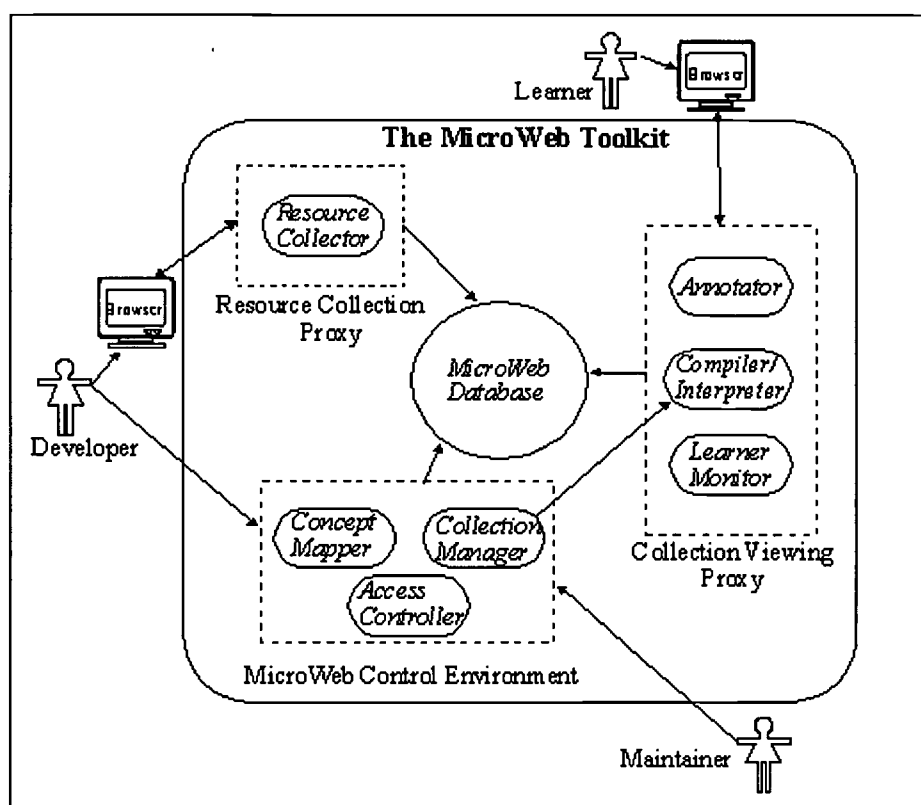 Learner
Browser
The MicroWeb Toolkit
Resource
Collector
Resource Collection
Proxy
Browser
Developer
MicroWeb
Database
Annotator
Compiler/
Interpreter
Learner
Monitor
Collection Viewing
Proxy
Concept
Mapper
Collection
Manager
Access
Controller
MicroWeb Control Environment
Maintainer